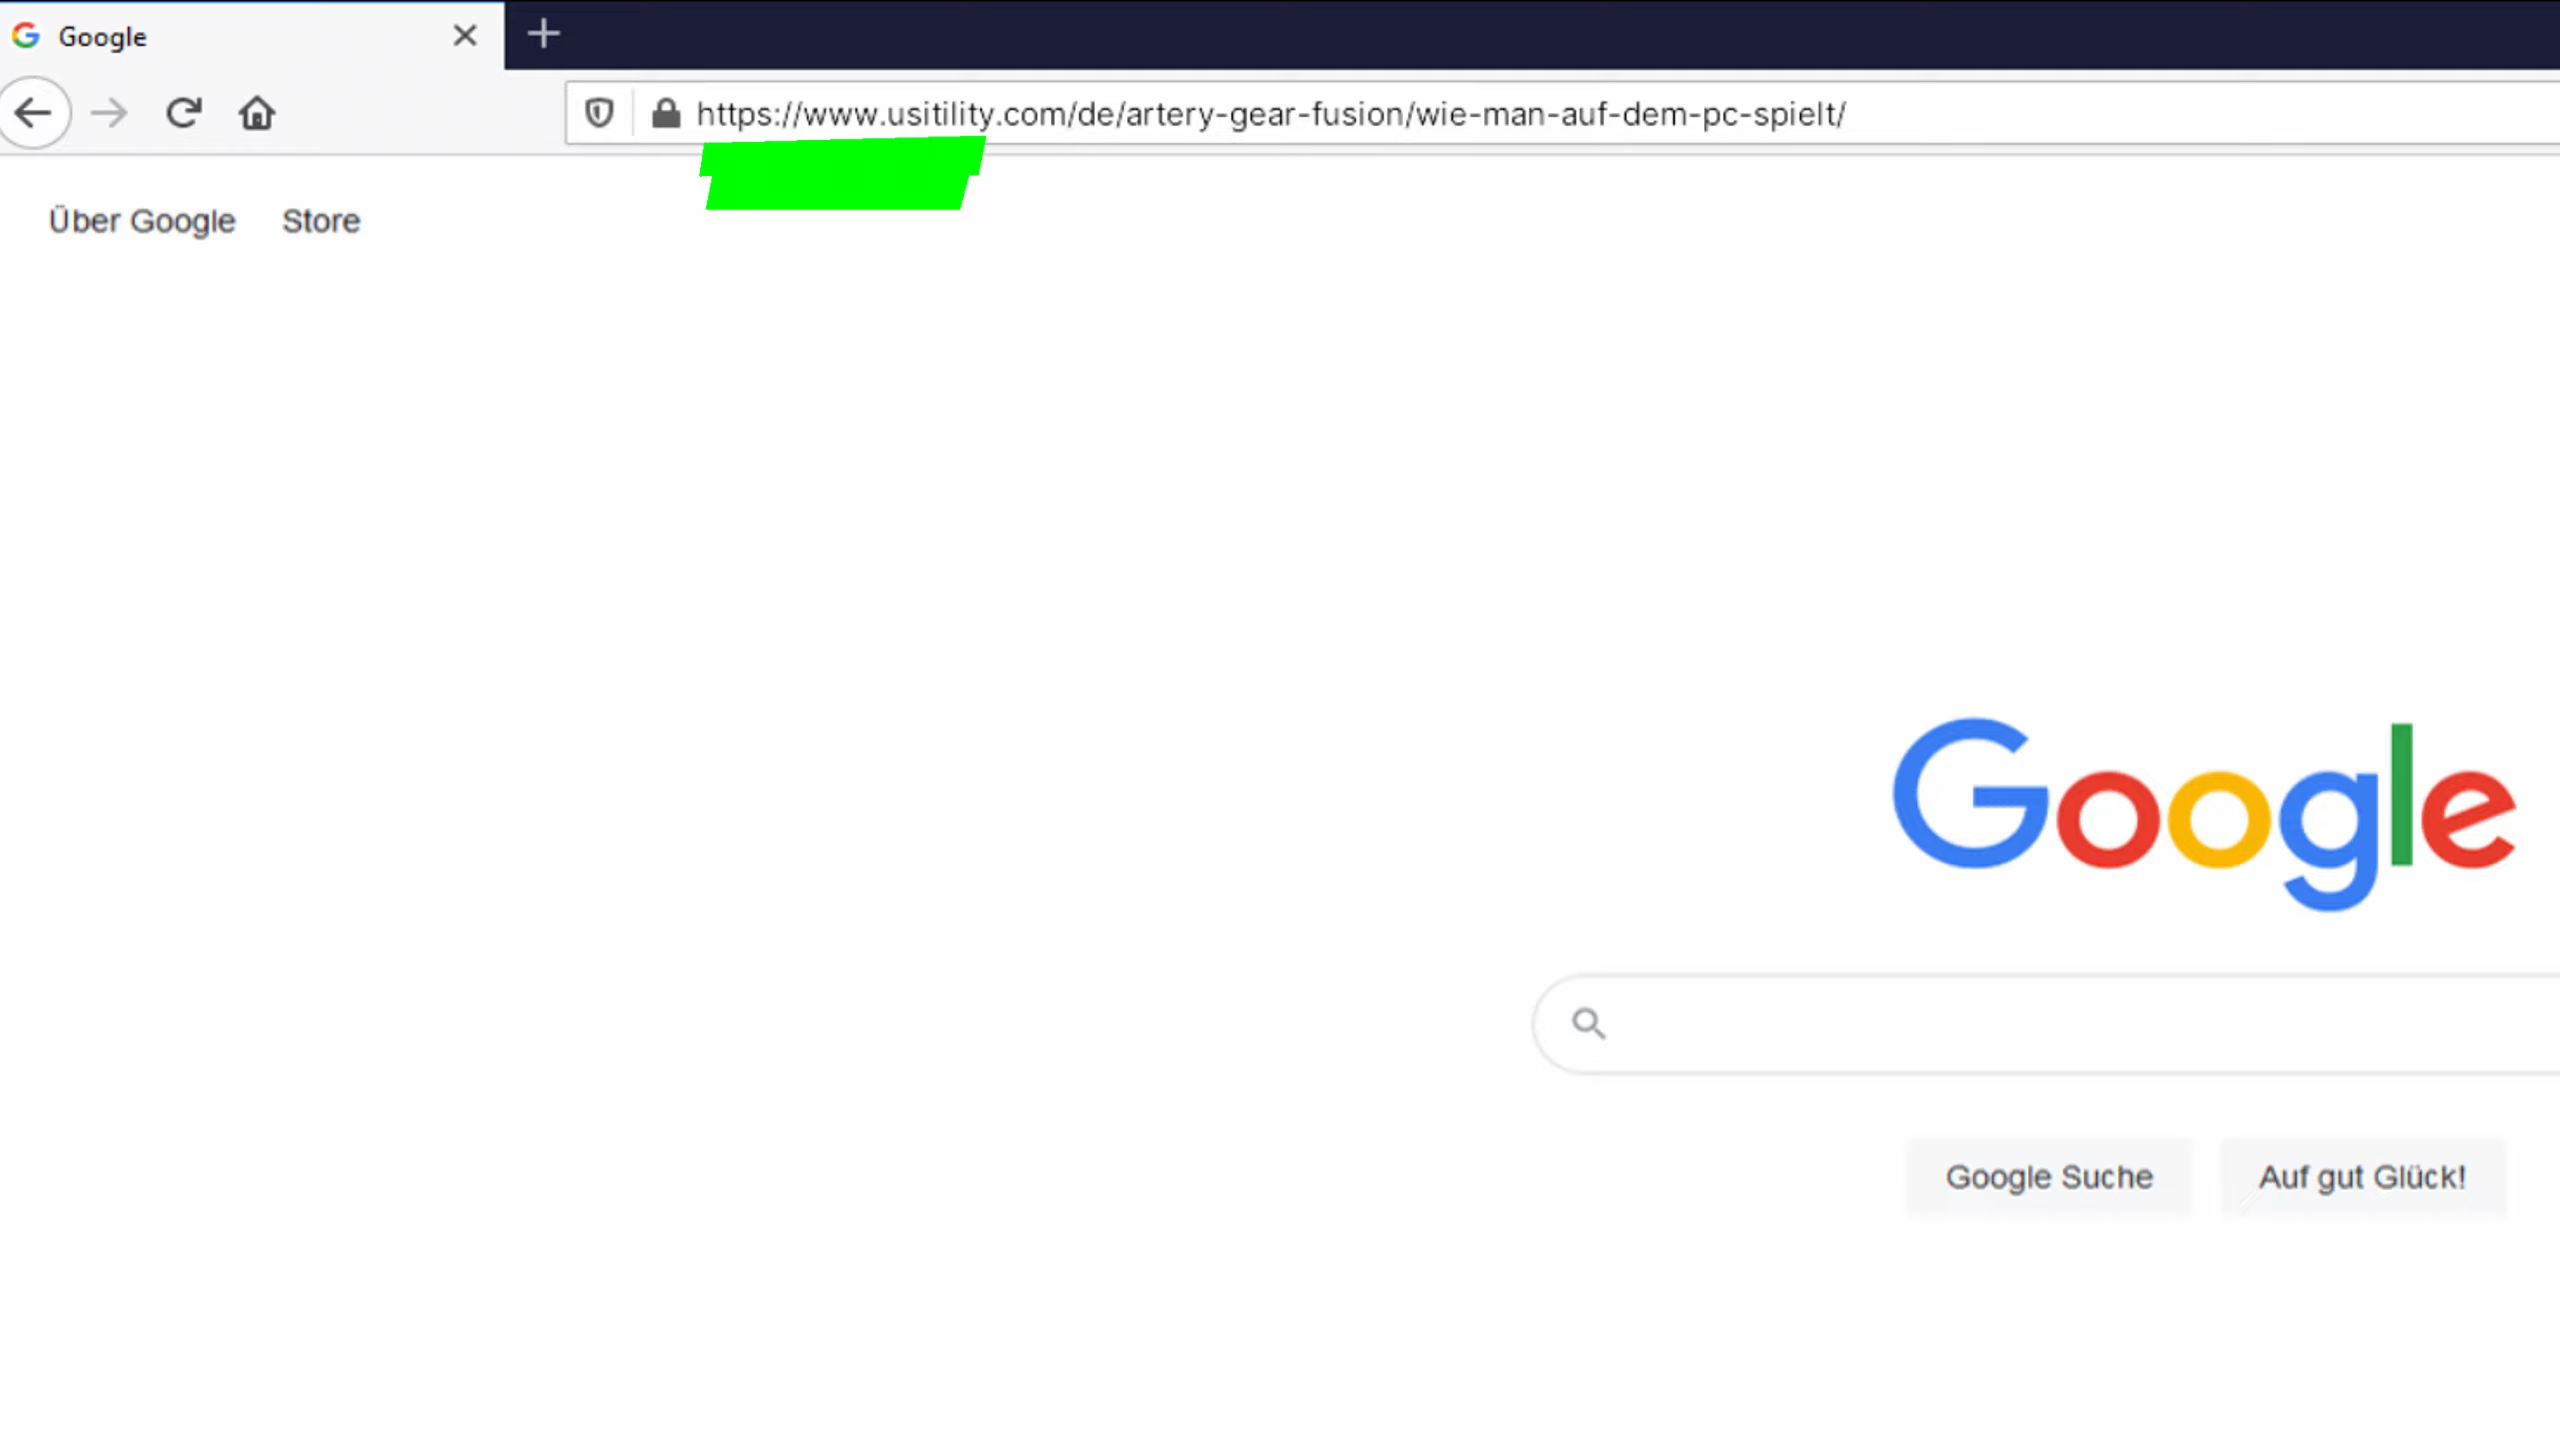 Google
https://www.usitility.com/de/artery-gear-fusion/wie-man-auf-dem-pc-spielt/
Über Google Store
Google
Google Suche Auf gut Glück!